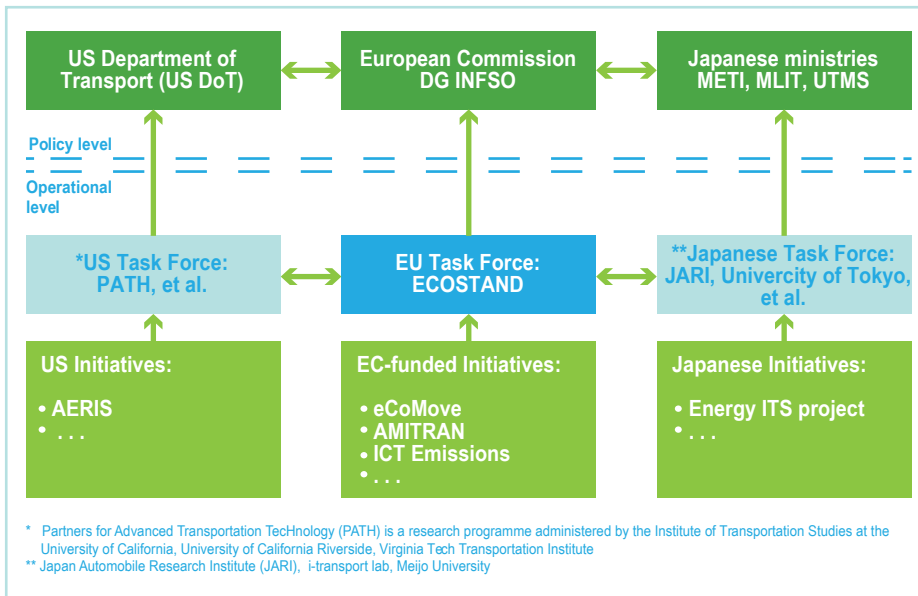 US Department of
Transport (US DoT)
European Commission
DG INFSO
Japanese ministries
METI, MLIT, UTMS
Policy level
Operational
level
*US Task Force:
PATH, et al.
EU Task Force:
ECOSTAND
**Japanese Task Force:
JARI, Univercity of Tokyo,
et al.
US Initiatives:
• AERIS
• . . .
EC-funded Initiatives:
• eCoMove
• AMITRAN
• ICT Emissions
• . . .
Japanese Initiatives:
• Energy ITS project
• . . .
* Partners for Advanced Transportation TecHnology (PATH) is a research programme administered by the Institute of Transportation Studies at the
University of California, University of California Riverside, Virginia Tech Transportation Institute
** Japan Automobile Research Institute (JARI), i-transport lab, Meijo University